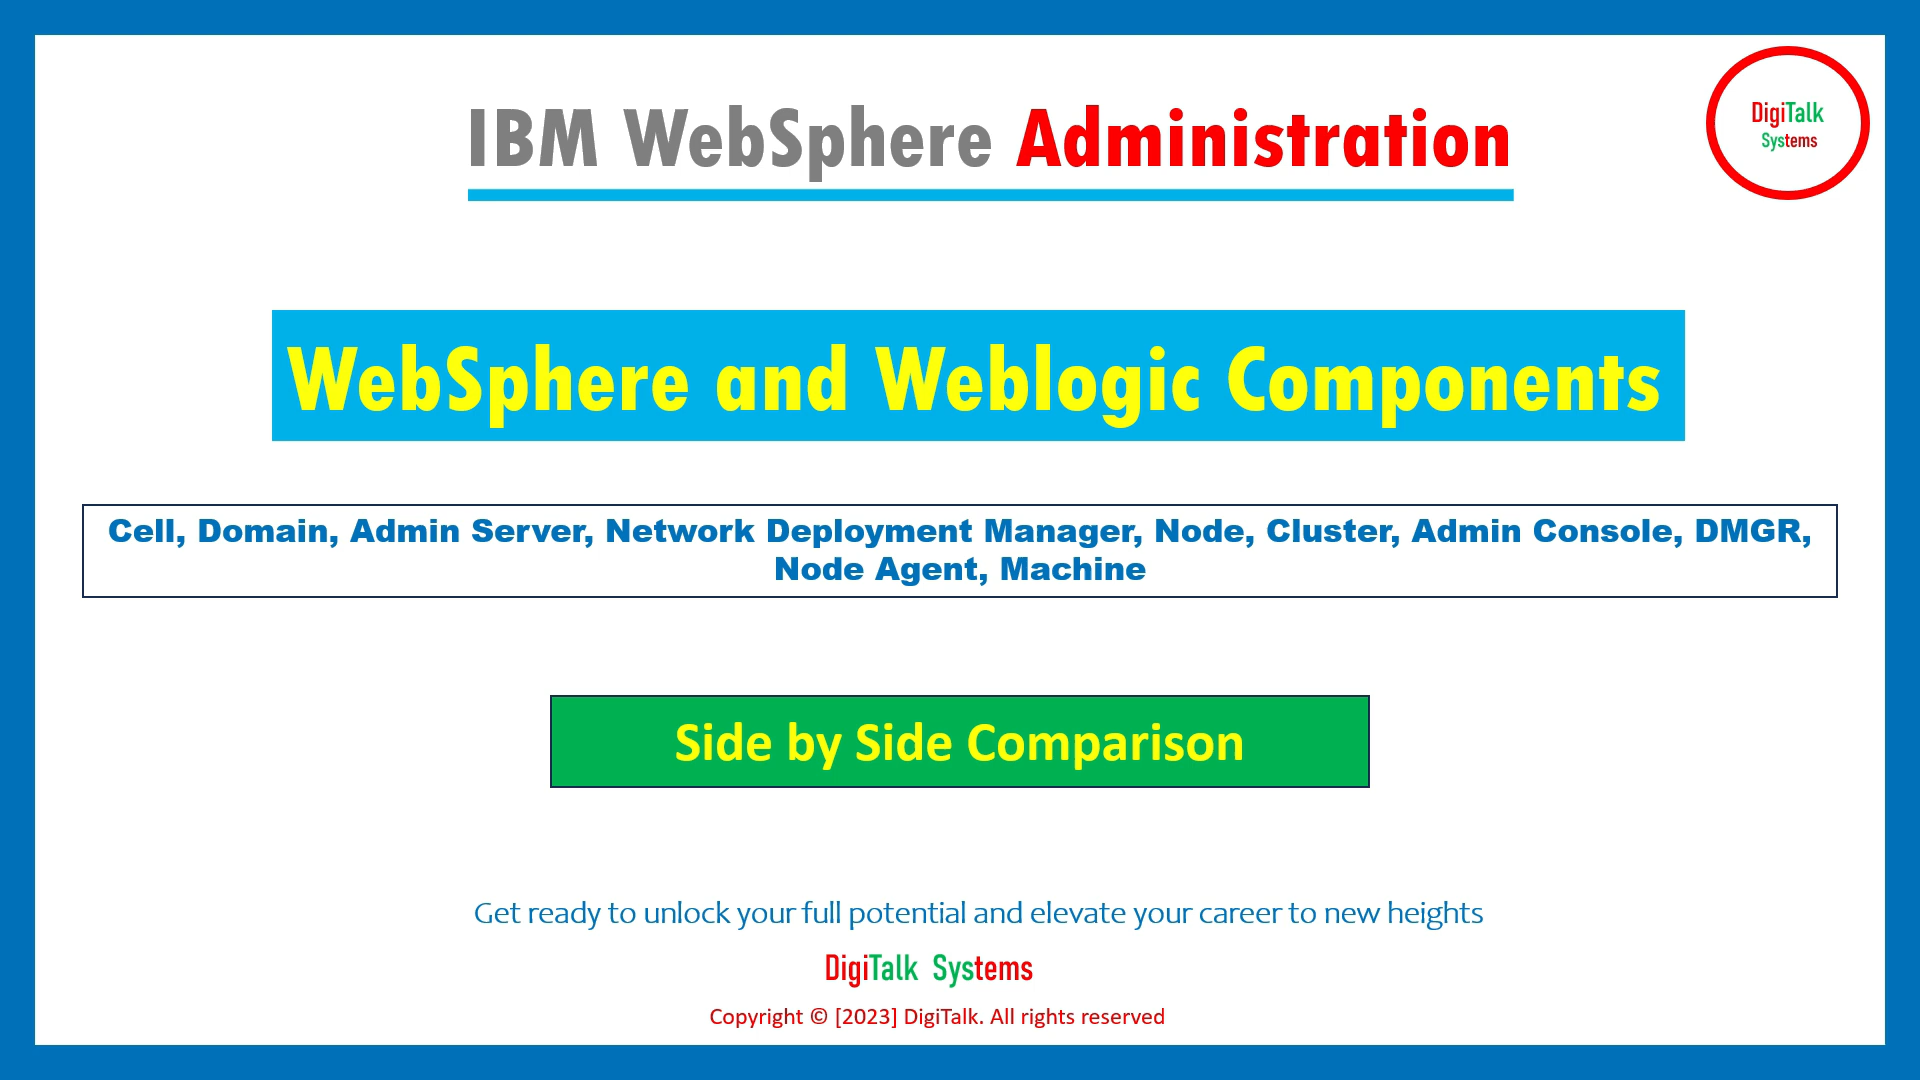 IBM WebSphere Administration
DigiTalk
Systems
WebSphere and Weblogic Components
Cell, Domain, Admin Server, Network Deployment Manager, Node, Cluster, Admin Console, DMGR,
Node Agent, Machine
Side by Side Comparison
Get ready to unlock your full potential and elevate your career to new heights
DigiTalk Systems
Copyright © [2023] DigiTalk. All rights reserved